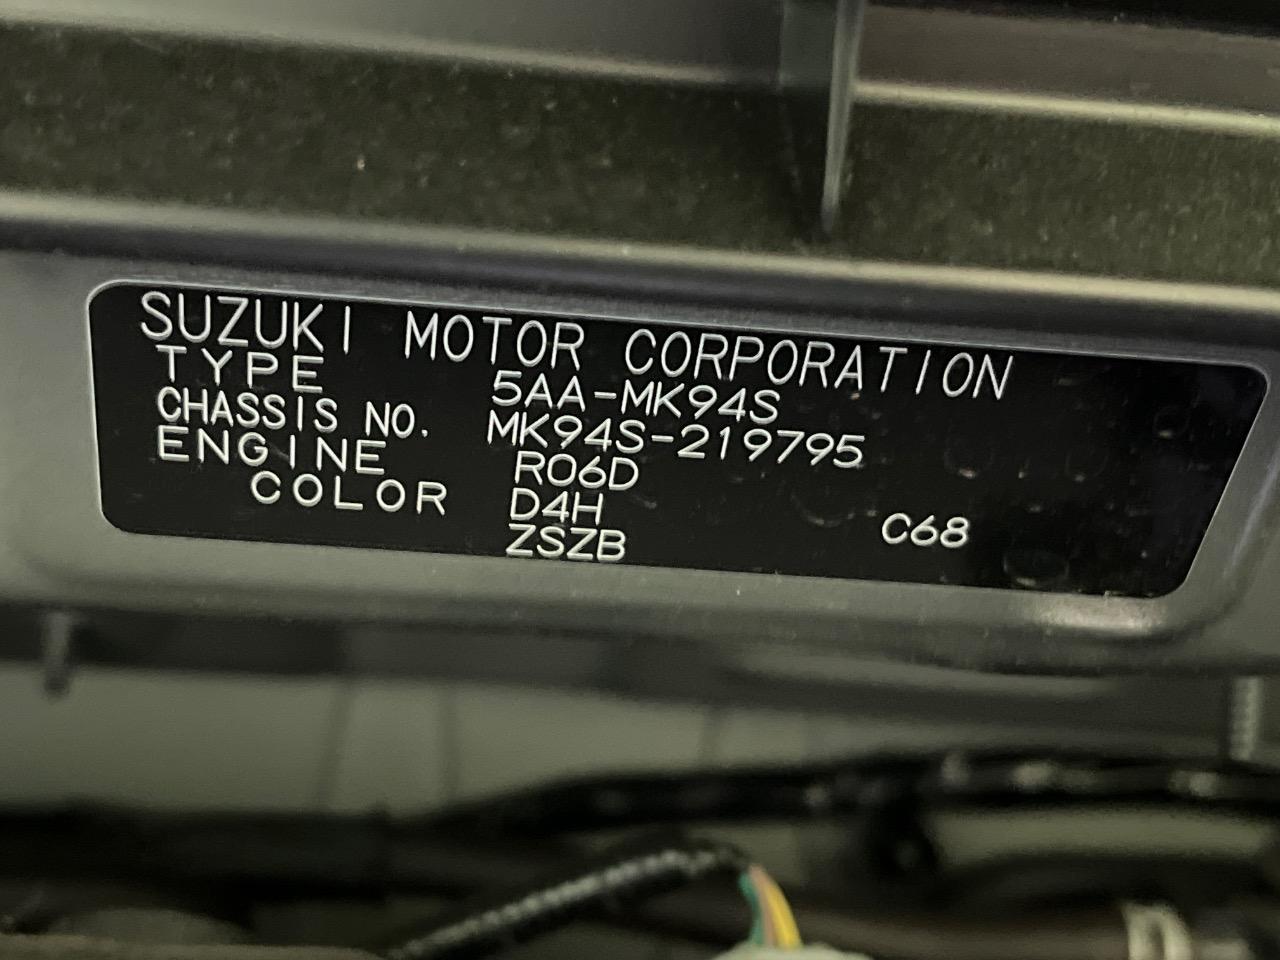 SUZUKI MOTOR CORPORATION
TYPE 5AA-MK94S
CHASSIS NO. MK94S-219795
ENGINE R06D
COLOR D4H C68
ZSZB